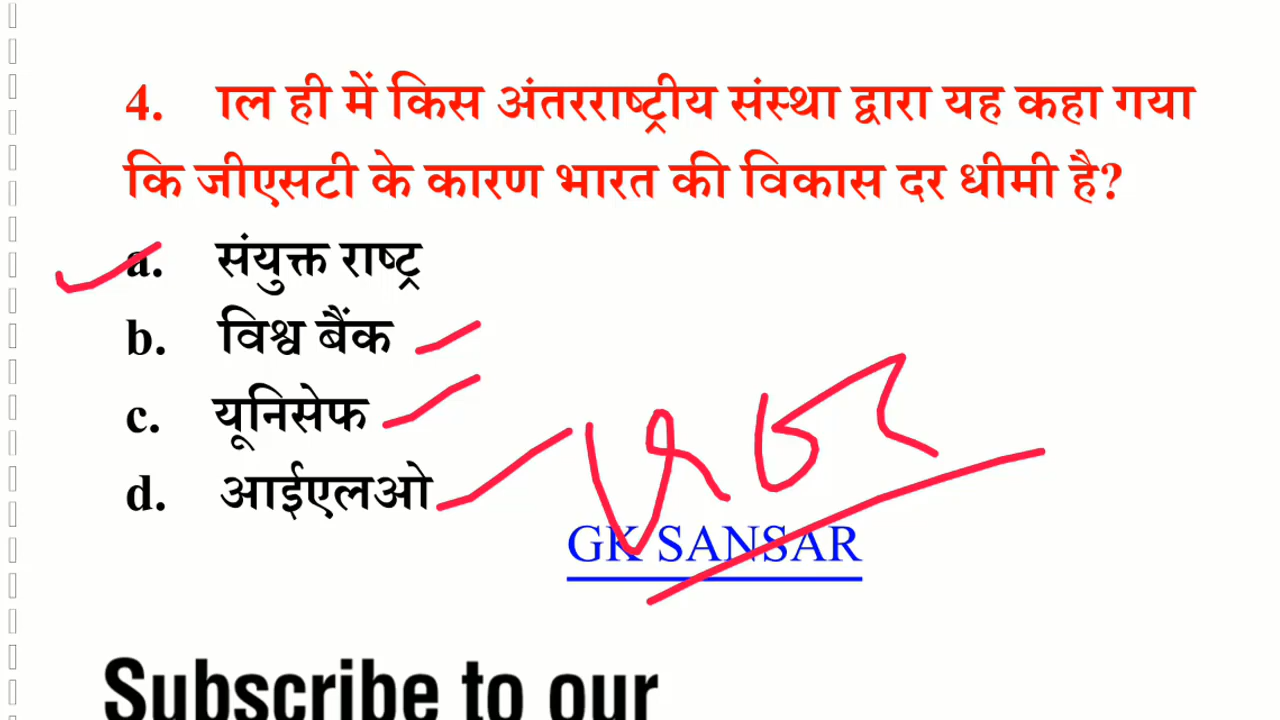 4. ाल ही में किस अंतरराष्ट्रीय संस्था द्वारा यह कहा गया
कि जीएसटी के कारण भारत की विकास दर धीमी है?
a. संयुक्त राष्ट्र
b. विश्व बैंक
c. यूनिसेफ
d. आईएलओ
GK SANSAR
Subscribe to our